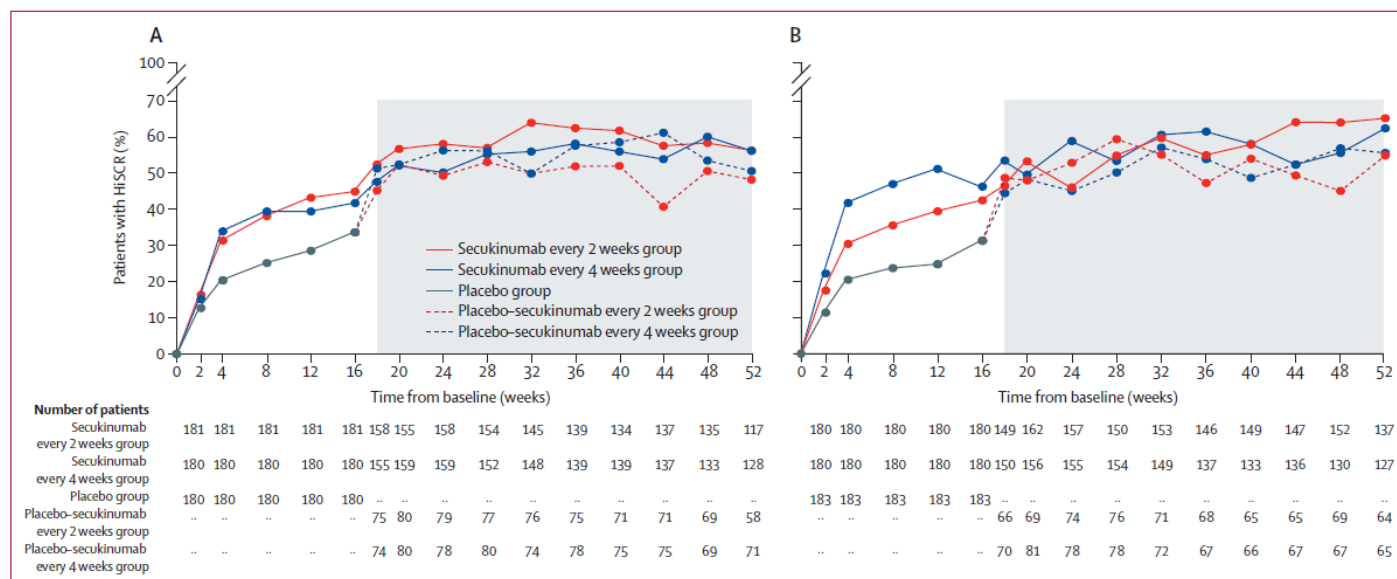 A
B
Patients with HiSCR (%)
100
70
60
50
40
30
20
10
0
Secukinumab every 2 weeks group
Secukinumab every 4 weeks group
Placebo group
Placebo–secukinumab every 2 weeks group
Placebo–secukinumab every 4 weeks group
0 2 4 8 12 16 20 24 28 32 36 40 44 48 52
0 2 4 8 12 16 20 24 28 32 36 40 44 48 52
Time from baseline (weeks)
Time from baseline (weeks)
Number of patients
Secukinumab
every 2 weeks group
181 181 181 181 181 158 155 158 154 145 139 134 137 135 117
180 180 180 180 180 149 162 157 150 153 146 149 147 152 137
Secukinumab
every 4 weeks group
180 180 180 180 180 155 159 159 152 148 139 139 137 133 128
180 180 180 180 180 150 156 155 154 149 137 133 136 130 127
Placebo group
180 180 180 180 180 .. .. .. .. .. .. .. .. .. ..
183 183 183 183 183 .. .. .. .. .. .. .. .. .. ..
Placebo–secukinumab
every 2 weeks group
.. .. .. .. .. 75 80 79 77 76 75 71 71 69 58
.. .. .. .. .. 66 69 74 76 71 68 65 65 69 64
Placebo–secukinumab
every 4 weeks group
.. .. .. .. .. 74 80 78 80 74 78 75 75 69 71
.. .. .. .. .. 70 81 78 78 72 67 66 67 67 65